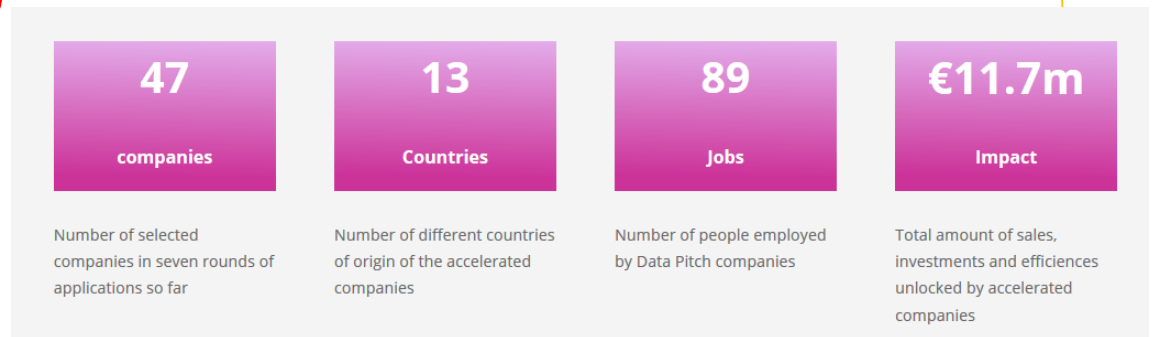 47
companies
Number of selected
companies in seven rounds of
applications so far
13
Countries
Number of different countries
of origin of the accelerated
companies
89
Jobs
Number of people employed
by Data Pitch companies
€11.7m
Impact
Total amount of sales,
investments and efficiences
unlocked by accelerated
companies